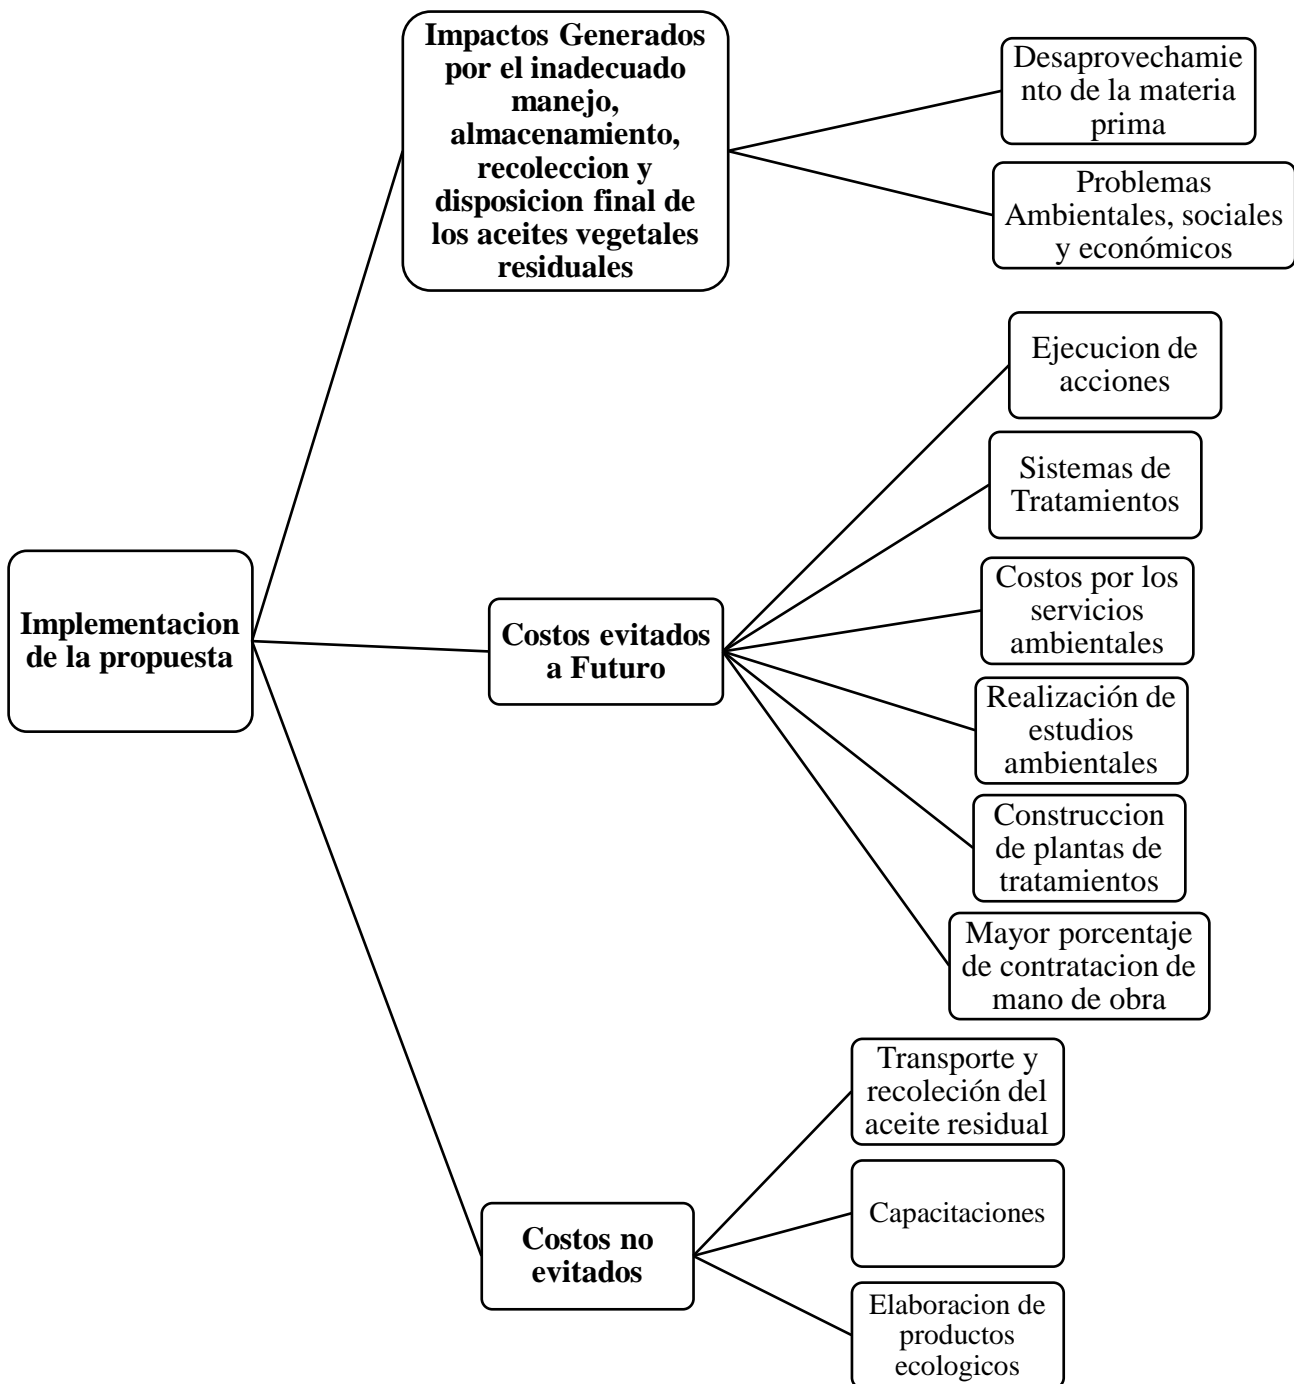 Impactos Generados
por el inadecuado
manejo,
almacenamiento,
recoleccion y
disposicion final de
los aceites vegetales
residuales
Desaprovechamie
nto de la materia
prima
Problemas
Ambientales, sociales
y económicos
Implementacion
de la propuesta
Costos evitados
a Futuro
Ejecucion de
acciones
Sistemas de
Tratamientos
Costos por los
servicios
ambientales
Realización de
estudios
ambientales
Construccion
de plantas de
tratamientos
Mayor porcentaje
de contratacion de
mano de obra
Costos no
evitados
Transporte y
recoleción del
aceite residual
Capacitaciones
Elaboracion de
productos
ecologicos